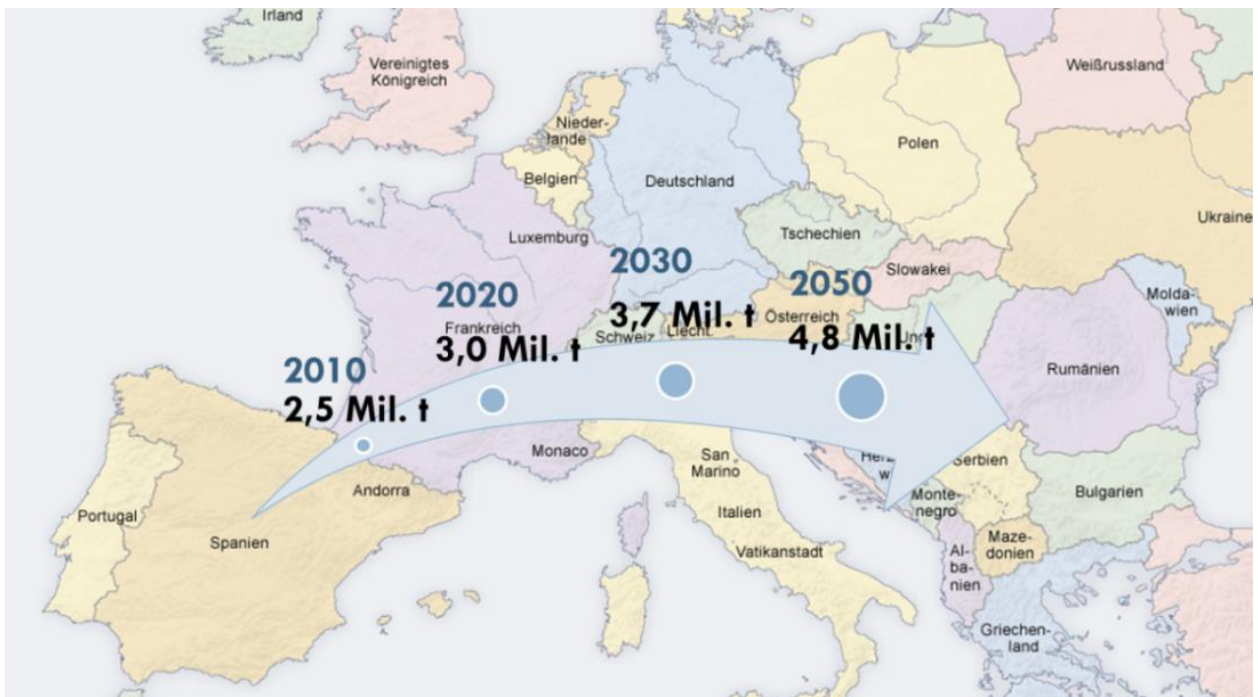 Irland
Vereinigtes
Königreich
Nieder-
lande
Belgien
Luxemburg
Deutschland
Polen
Weißrussland
Ukraine
Tschechien
Slowakei
Molda-
wien
2010
2,5 Mil. t
2020
Frankreich
3,0 Mil. t
2030
3,7 Mil. t
Schweiz
Liecht.
2050
Österreich
4,8 Mil. t
Rumänien
Monaco
San
Marino
Andorra
Portugal
Spanien
Italien
Vatikanstadt
Serbien
Monte-
negro
Bulgarien
Maze-
donien
Al-
ba-
nien
Griechen-
land